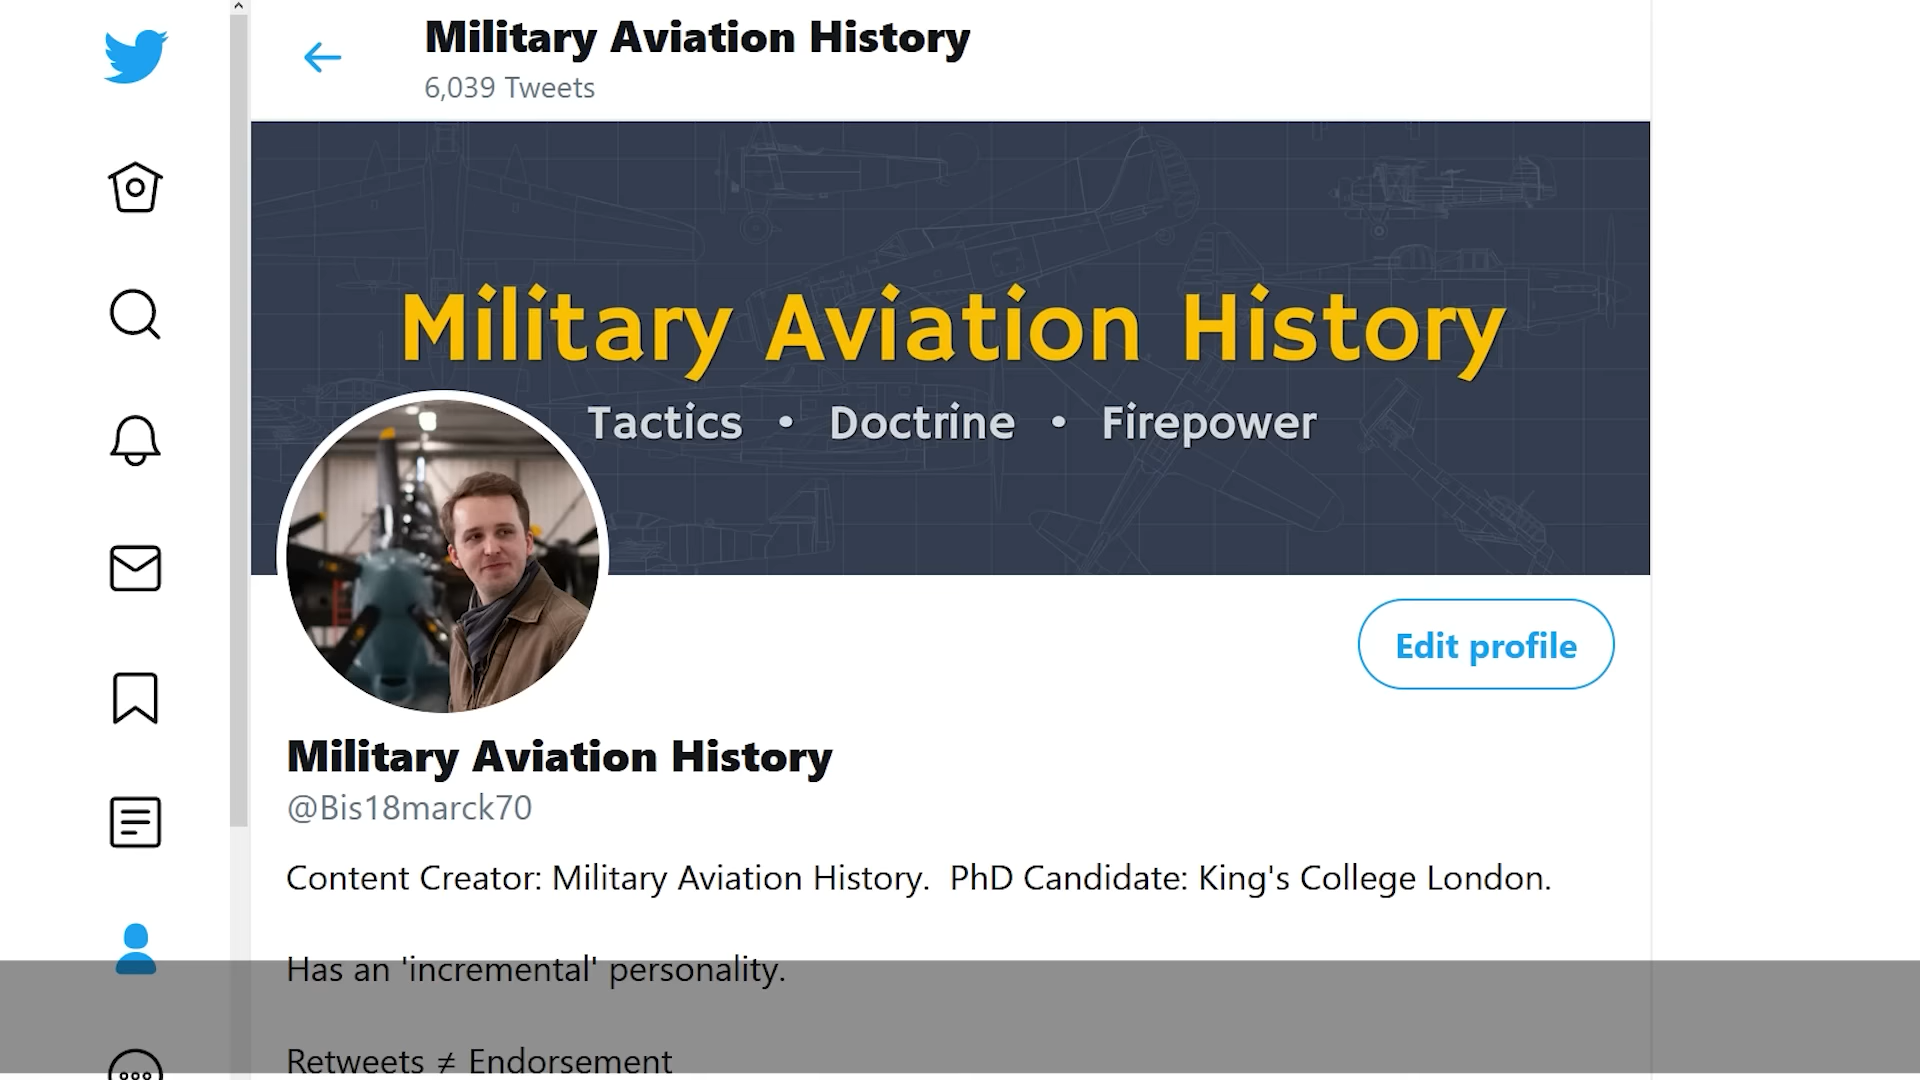 Military Aviation History
6,039 Tweets
Military Aviation History
Tactics • Doctrine • Firepower
Edit profile
Military Aviation History
@Bis18marck70
Content Creator: Military Aviation History.  PhD Candidate: King's College London.
Has an 'incremental' personality.
Retweets ≠ Endorsement